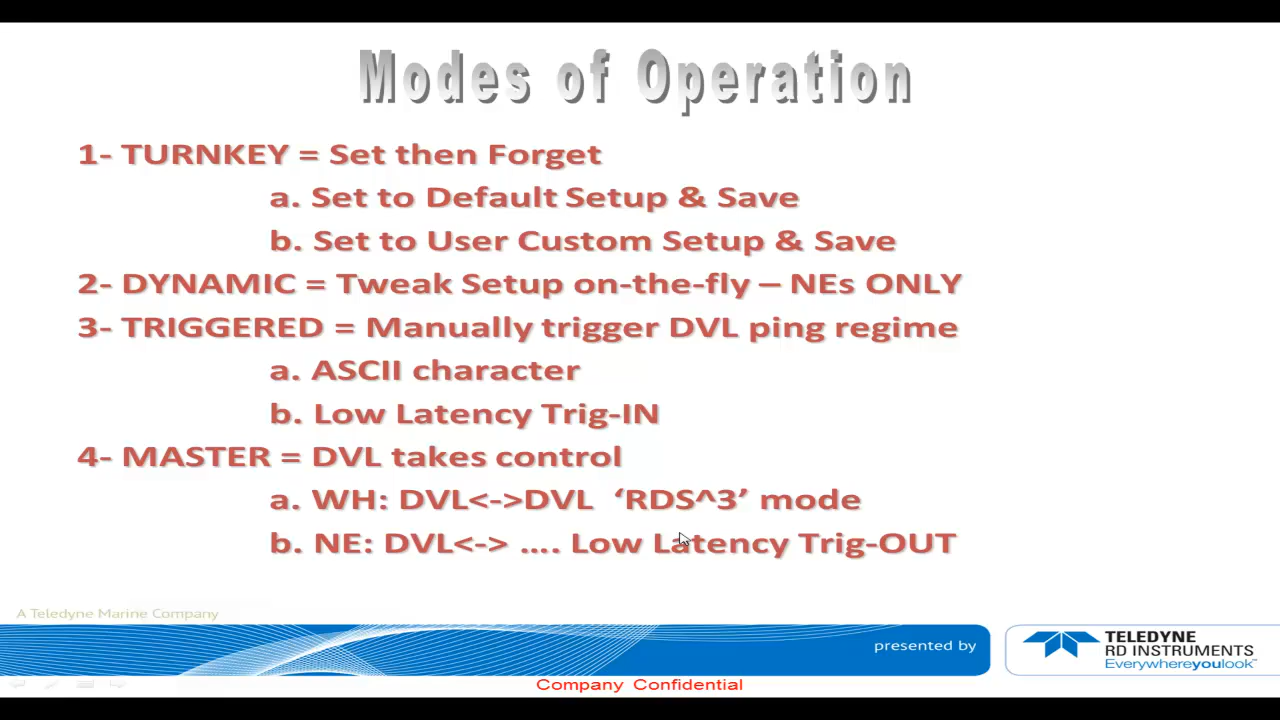 Modes of Operation
1- TURNKEY = Set then Forget
a. Set to Default Setup & Save
b. Set to User Custom Setup & Save
2- DYNAMIC = Tweak Setup on-the-fly – NEs ONLY
3- TRIGGERED = Manually trigger DVL ping regime
a. ASCII character
b. Low Latency Trig-IN
4- MASTER = DVL takes control
a. WH: DVL<->DVL ‘RDS^3’ mode
b. NE: DVL<-> .... Low Latency Trig-OUT
A Teledyne Marine Company
presented by
TELEDYNE
RD INSTRUMENTS
Everywhereyoulook™
Company Confidential